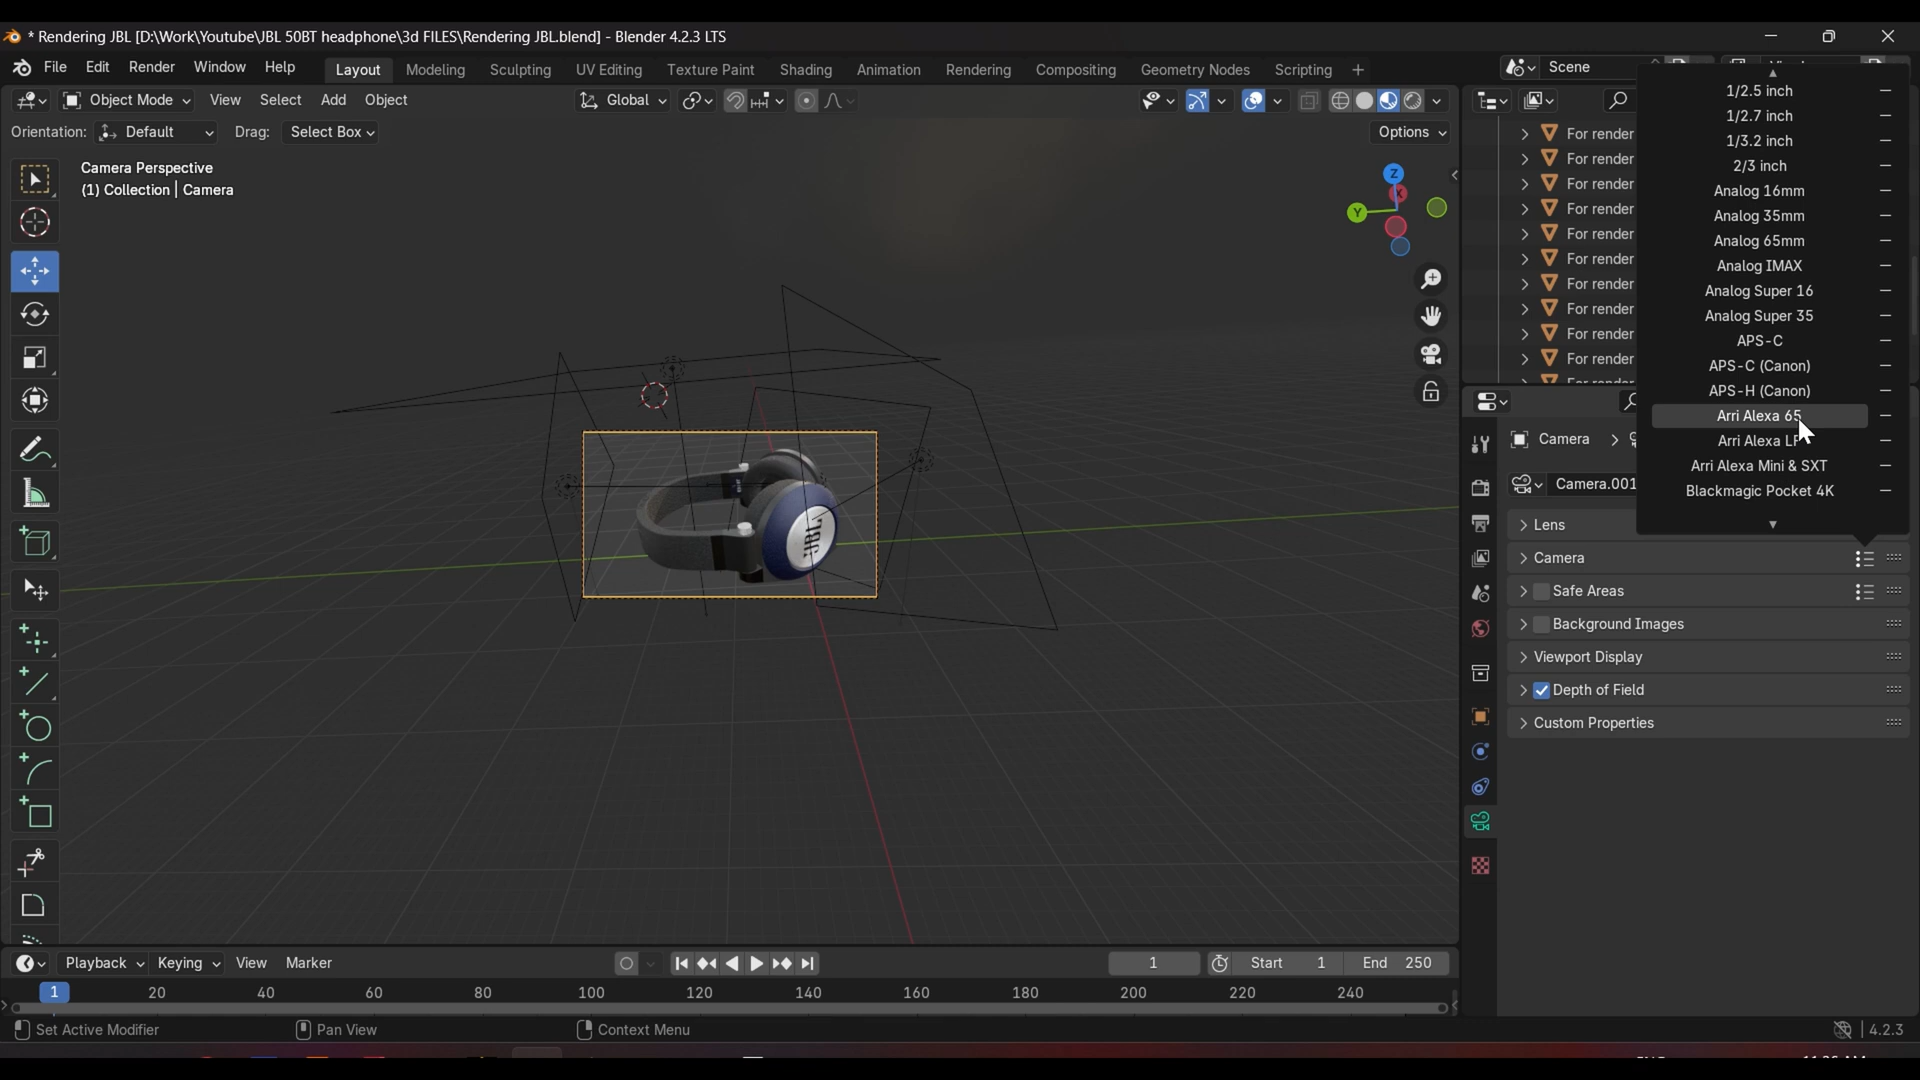 * Rendering JBL [D:\Work\Youtube\JBL 50BT headphone\3d FILES\Rendering JBL.blend] - Blender 4.2.3 LTS
File Edit Render Window Help Layout Modeling Sculpting UV Editing Texture Paint Shading Animation Rendering Compositing Geometry Nodes Scripting + Scene
Object Mode View Select Add Object Global
Orientation: Default Drag: Select Box Options
Camera Perspective
(1) Collection | Camera
Z
X
Y
JBL
For render
For render
For render
For render
For render
For render
For render
For render
For render
For render
1/2.5 inch
1/2.7 inch
1/3.2 inch
2/3 inch
Analog 16mm
Analog 35mm
Analog 65mm
Analog IMAX
Analog Super 16
Analog Super 35
APS-C
APS-C (Canon)
APS-H (Canon)
Arri Alexa 65
Arri Alexa LF
Arri Alexa Mini & SXT
Blackmagic Pocket 4K
Camera
Camera.001
Lens
Camera
Safe Areas
Background Images
Viewport Display
Depth of Field
Custom Properties
Playback Keying View Marker 1 Start 1 End 250
1 20 40 60 80 100 120 140 160 180 200 220 240
Set Active Modifier Pan View Context Menu 4.2.3